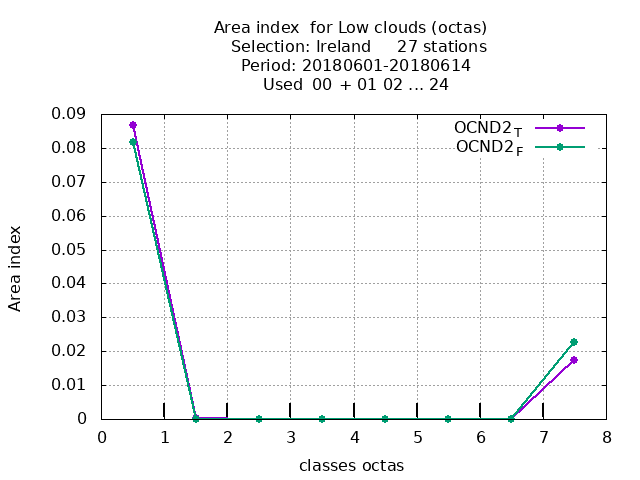 Area index for Low clouds (octas)
Selection: Ireland 27 stations
Period: 20180601-20180614
Used 00 + 01 02 ... 24
OCND2T
OCND2F
0.09
0.08
0.07
0.06
0.05
0.04
0.03
0.02
0.01
0
Area index
0 1 2 3 4 5 6 7 8
classes octas